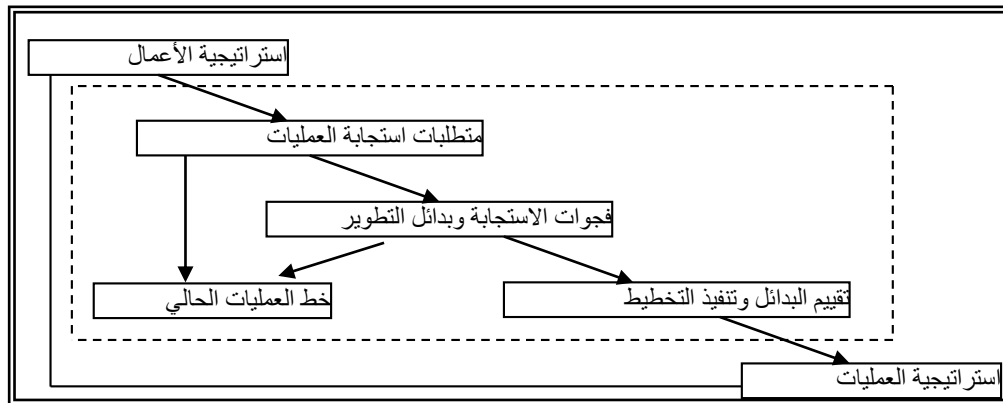 استراتيجية الأعمال
متطلبات استجابة العمليات
فجوات الاستجابة وبدائل التطوير
خط العمليات الحالي
تقييم البدائل وتنفيذ التخطيط
استراتيجية العمليات